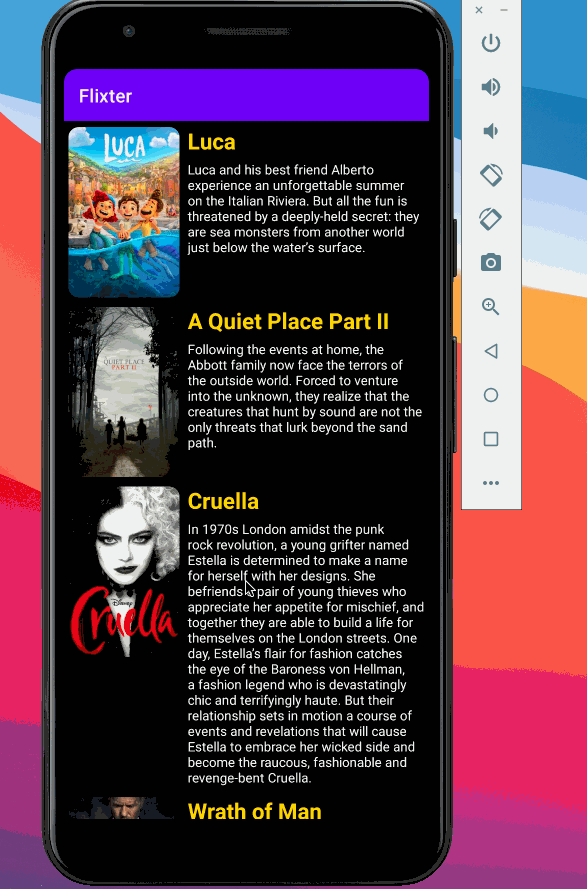 Flixter
LUCA
Luca
Luca and his best friend Alberto
experience an unforgettable summer
on the Italian Riviera. But all the fun is
threatened by a deeply-held secret: they
are sea monsters from another world
just below the water's surface.
A QUIET PLACE
PART II
A Quiet Place Part II
Following the events at home, the
Abbott family now face the terrors of
the outside world. Forced to venture
into the unknown, they realize that the
creatures that hunt by sound are not the
only threats that lurk beyond the sand
path.
Disney
Cruella
Cruella
In 1970s London amidst the punk
rock revolution, a young grifter named
Estella is determined to make a name
for herself with her designs. She
befriends a pair of young thieves who
appreciate her appetite for mischief, and
together they are able to build a life for
themselves on the London streets. One
day, Estella's flair for fashion catches
the eye of the Baroness von Hellman,
a fashion legend who is devastatingly
chic and terrifyingly haute. But their
relationship sets in motion a course of
events and revelations that will cause
Estella to embrace her wicked side and
become the raucous, fashionable and
revenge-bent Cruella.
Wrath of Man